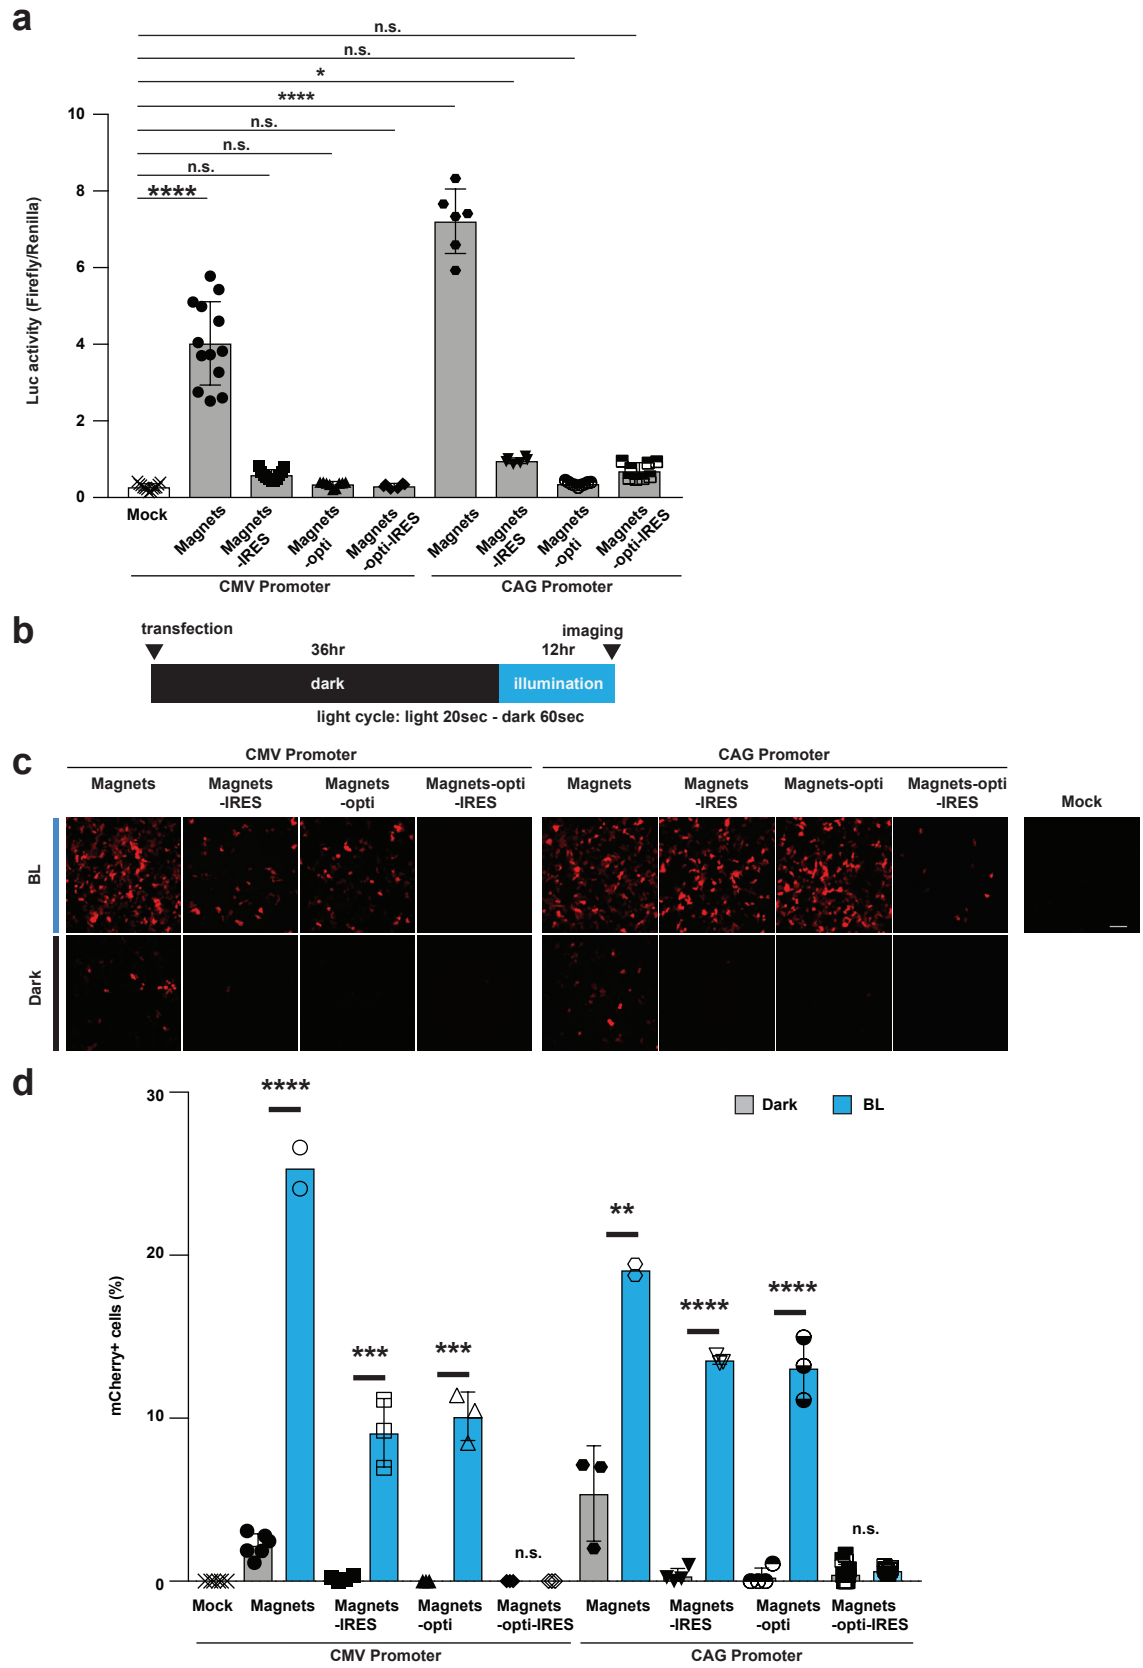 a
n.s.
n.s.
*
****
n.s.
n.s.
n.s.
****
10
8
6
4
2
0
Luc activity (Firefly/Renilla)
Mock
Magnets
Magnets
-IRES
Magnets
-opti
Magnets
-opti-IRES
Magnets
Magnets
-IRES
Magnets
-opti
Magnets
-opti-IRES
CMV Promoter
CAG Promoter
b
transfection
imaging
36hr
12hr
dark
illumination
light cycle: light 20sec - dark 60sec
c
CMV Promoter
CAG Promoter
Magnets
Magnets
-IRES
Magnets
-opti
Magnets-opti
-IRES
Magnets
Magnets
-IRES
Magnets-opti
Magnets-opti
-IRES
Mock
BL
Dark
d
30
20
10
0
mCherry+ cells (%)
Dark
BL
****
***
***
n.s.
**
****
****
n.s.
Mock
Magnets
Magnets
-IRES
Magnets
-opti
Magnets
-opti-IRES
Magnets
Magnets
-IRES
Magnets
-opti
Magnets
-opti-IRES
CMV Promoter
CAG Promoter